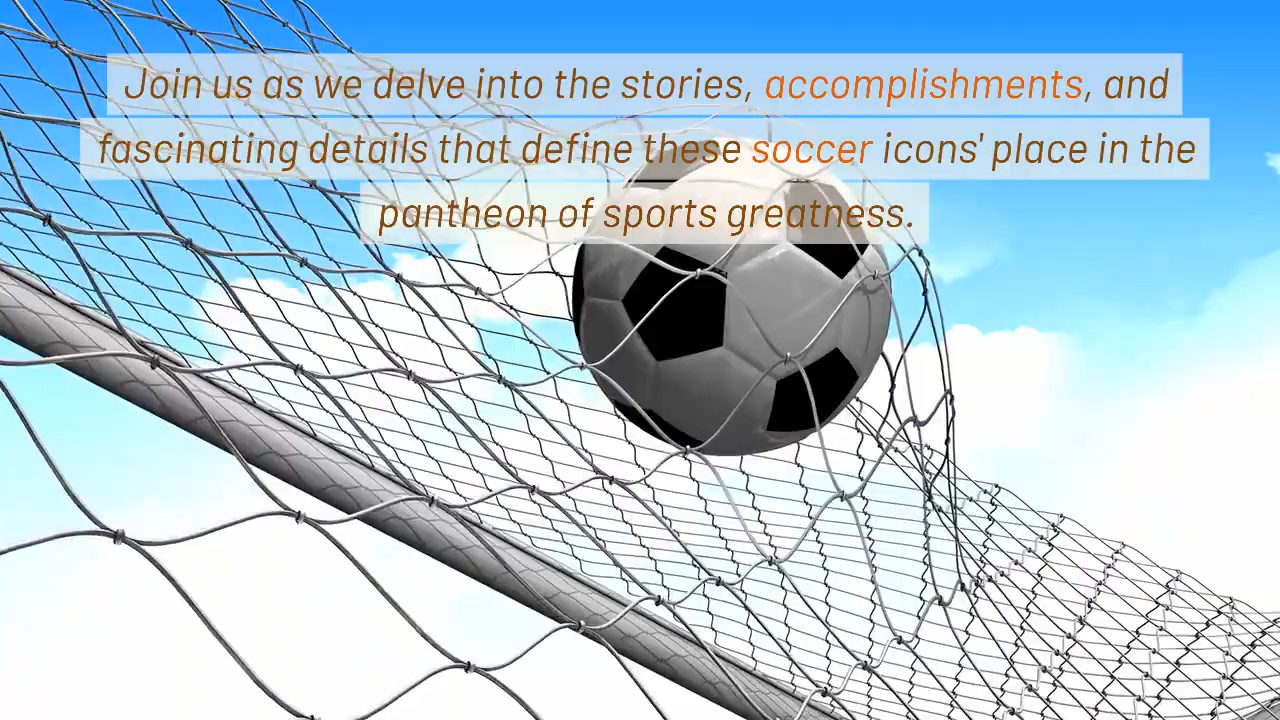 Join us as we delve into the stories, accomplishments, and
fascinating details that define these soccer icons' place in the
pantheon of sports greatness.